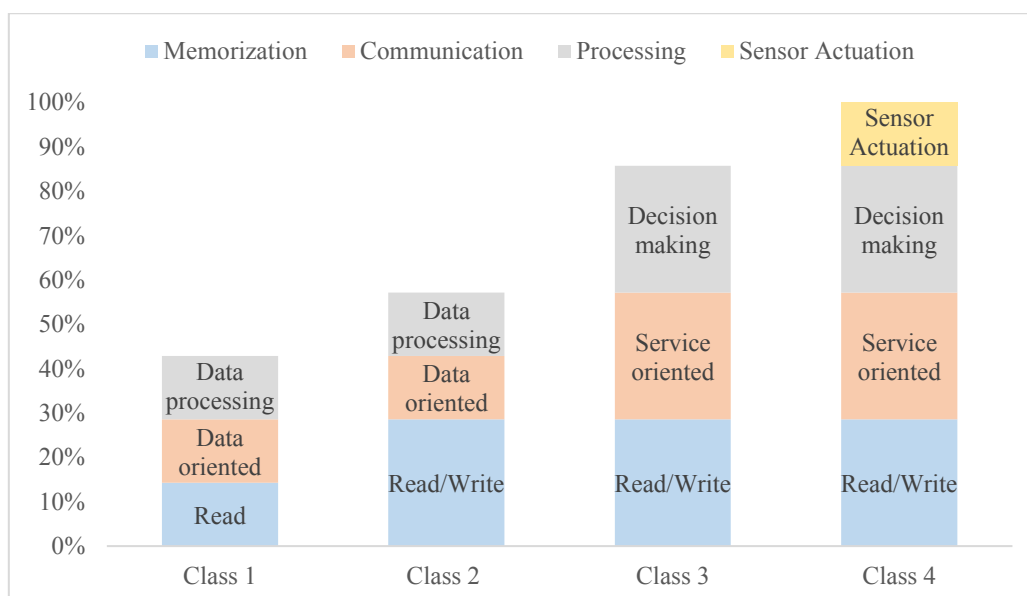 Memorization Communication Processing Sensor Actuation
100%
90%
80%
70%
60%
50%
40%
30%
20%
10%
0%
Data
processing
Data
oriented
Read
Data
processing
Data
oriented
Read/Write
Decision
making
Service
oriented
Read/Write
Sensor
Actuation
Decision
making
Service
oriented
Read/Write
Class 1 Class 2 Class 3 Class 4